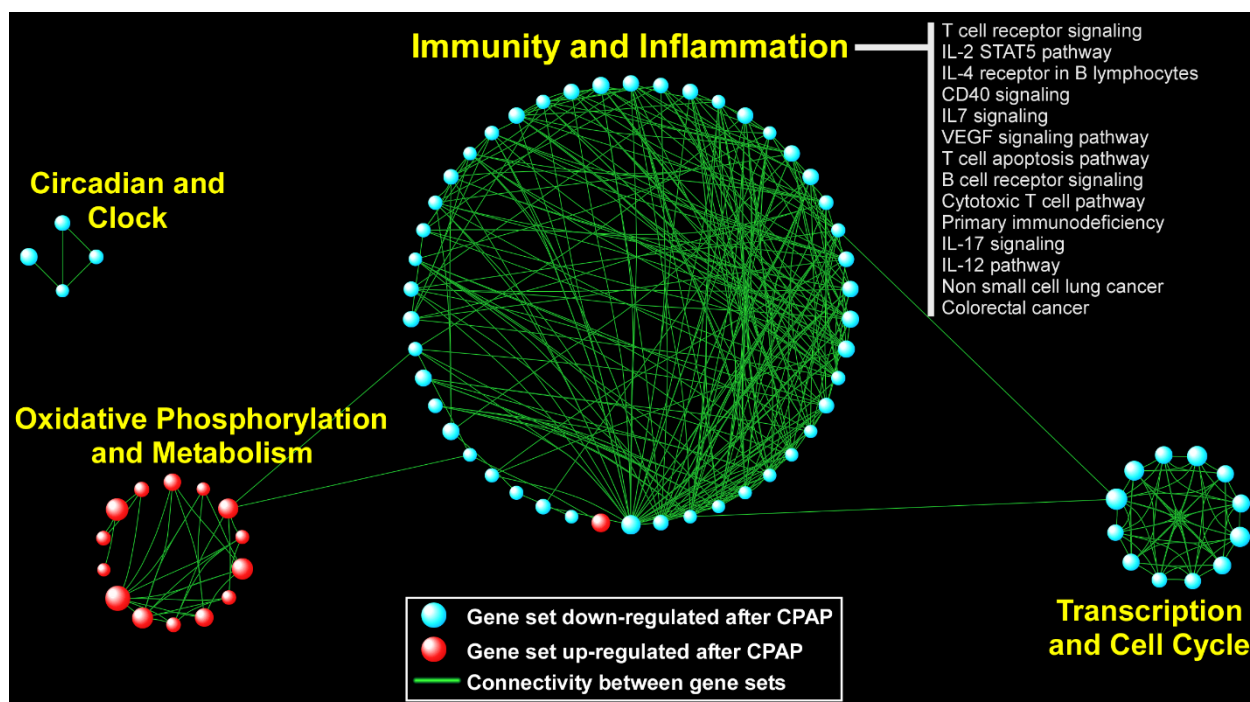 Immunity and Inflammation
T cell receptor signaling
IL-2 STAT5 pathway
IL-4 receptor in B lymphocytes
CD40 signaling
IL7 signaling
VEGF signaling pathway
T cell apoptosis pathway
B cell receptor signaling
Cytotoxic T cell pathway
Primary immunodeficiency
IL-17 signaling
IL-12 pathway
Non small cell lung cancer
Colorectal cancer
Circadian and
Clock
Oxidative Phosphorylation
and Metabolism
Transcription
and Cell Cycle
Gene set down-regulated after CPAP
Gene set up-regulated after CPAP
Connectivity between gene sets